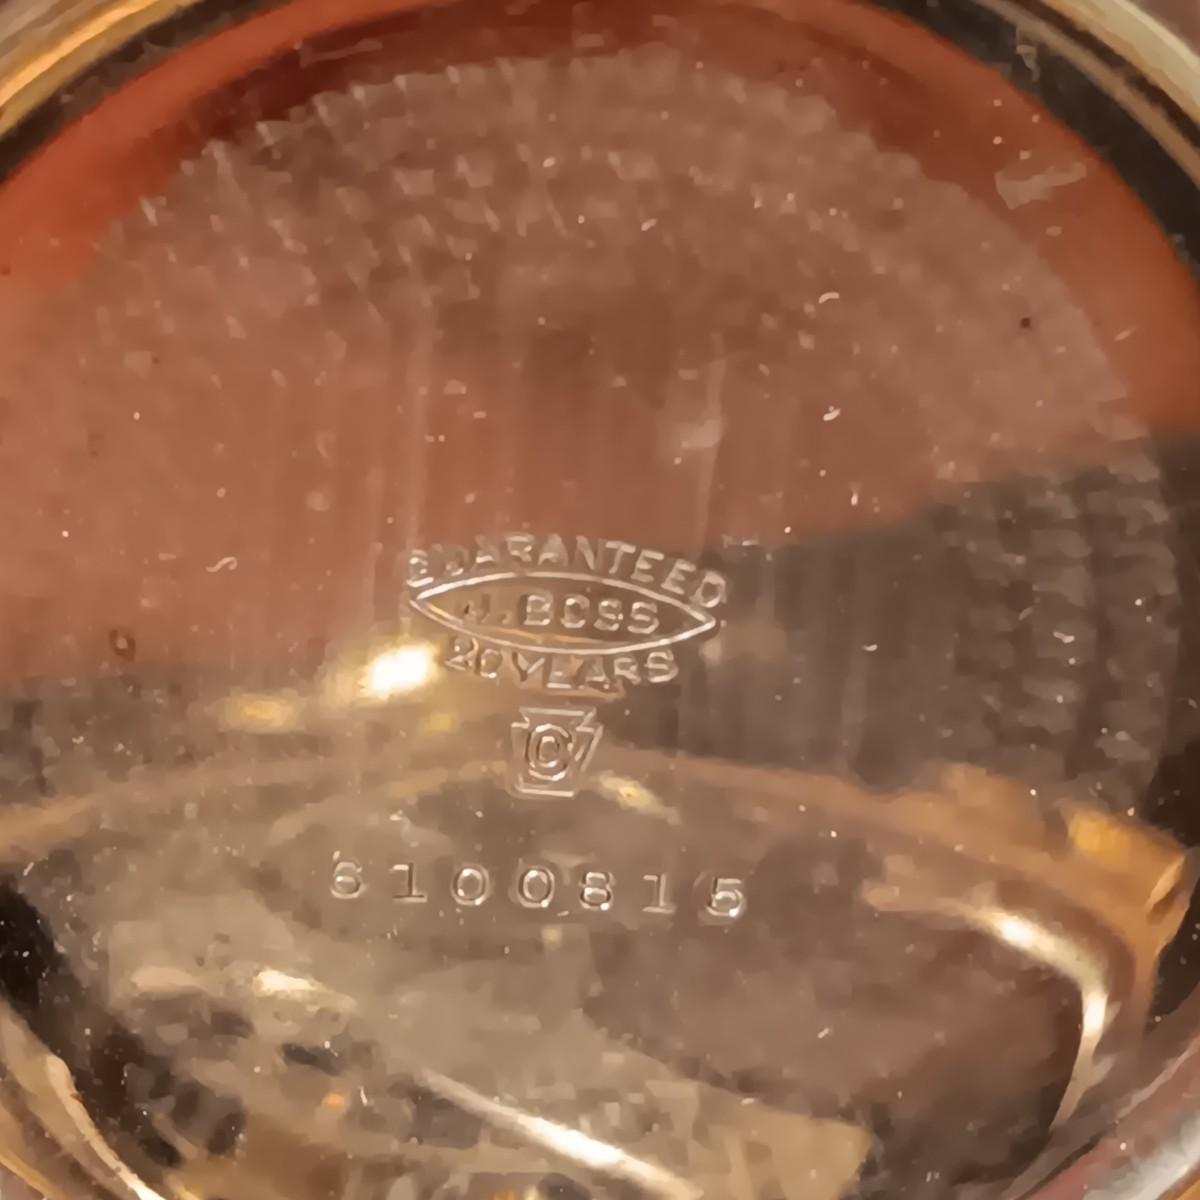 GUARANTEED
J. BOSS
20 YEARS
C
6100815